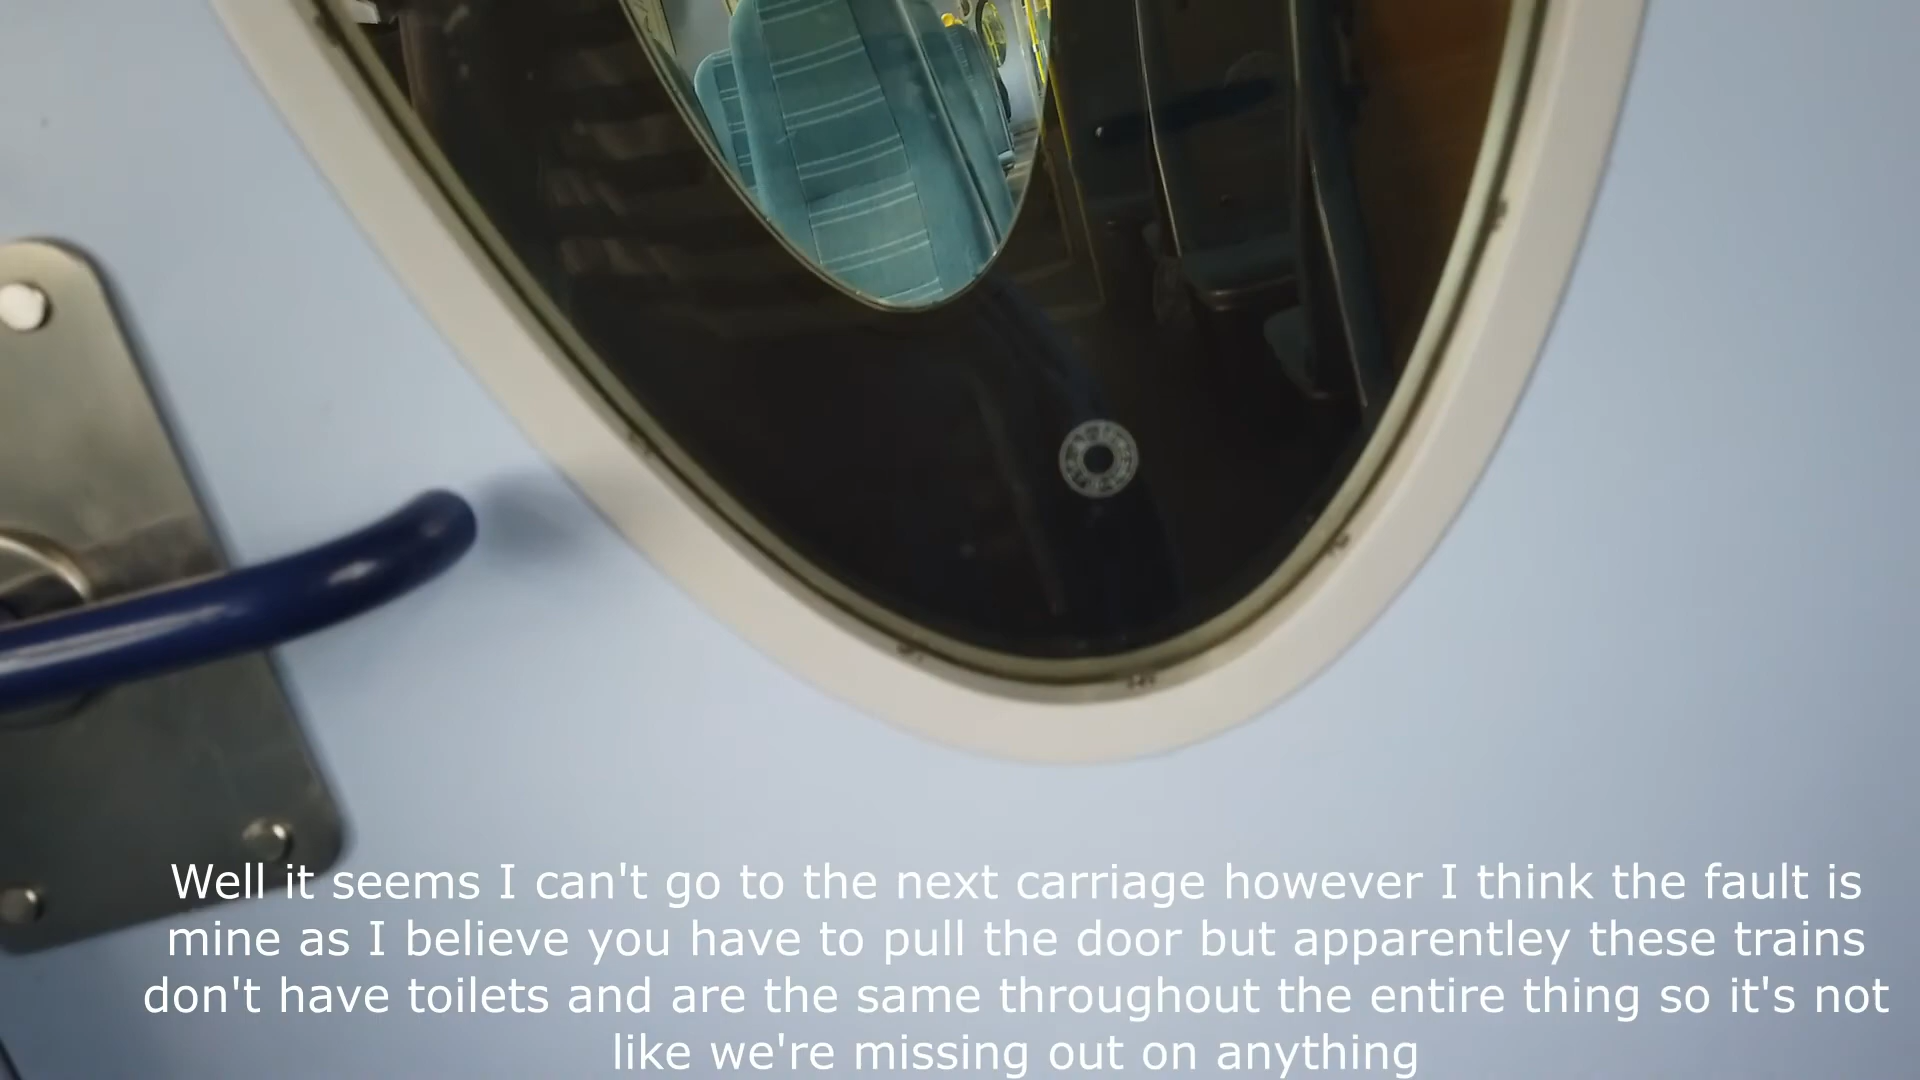 Well it seems I can't go to the next carriage however I think the fault is
mine as I believe you have to pull the door but apparentley these trains
don't have toilets and are the same throughout the entire thing so it's not
like we're missing out on anything